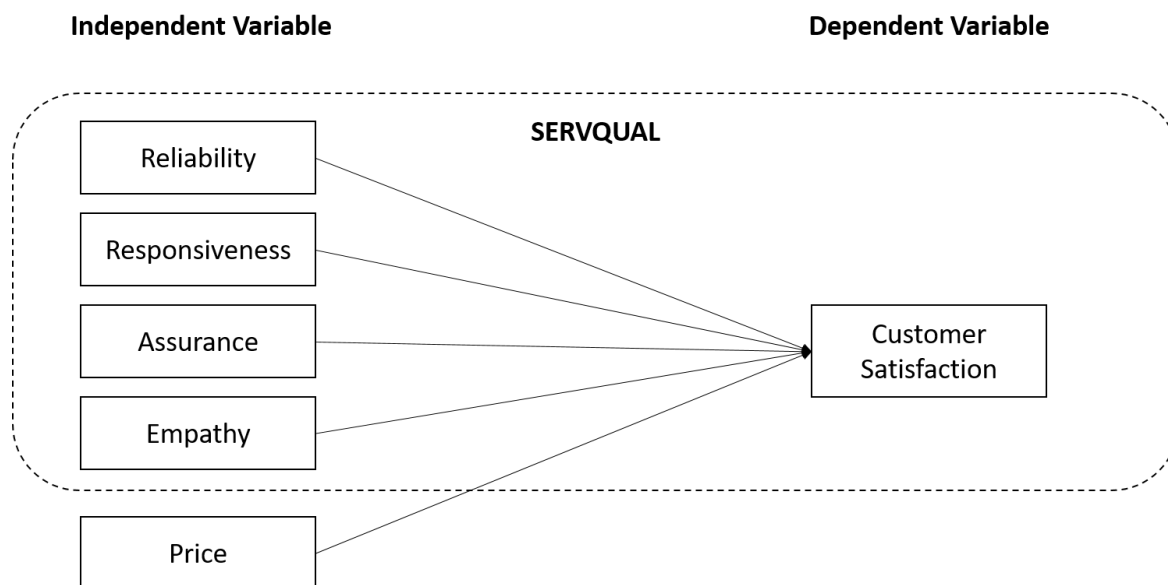 Independent Variable
Dependent Variable
SERVQUAL
Reliability
Responsiveness
Assurance
Empathy
Price
Customer
Satisfaction